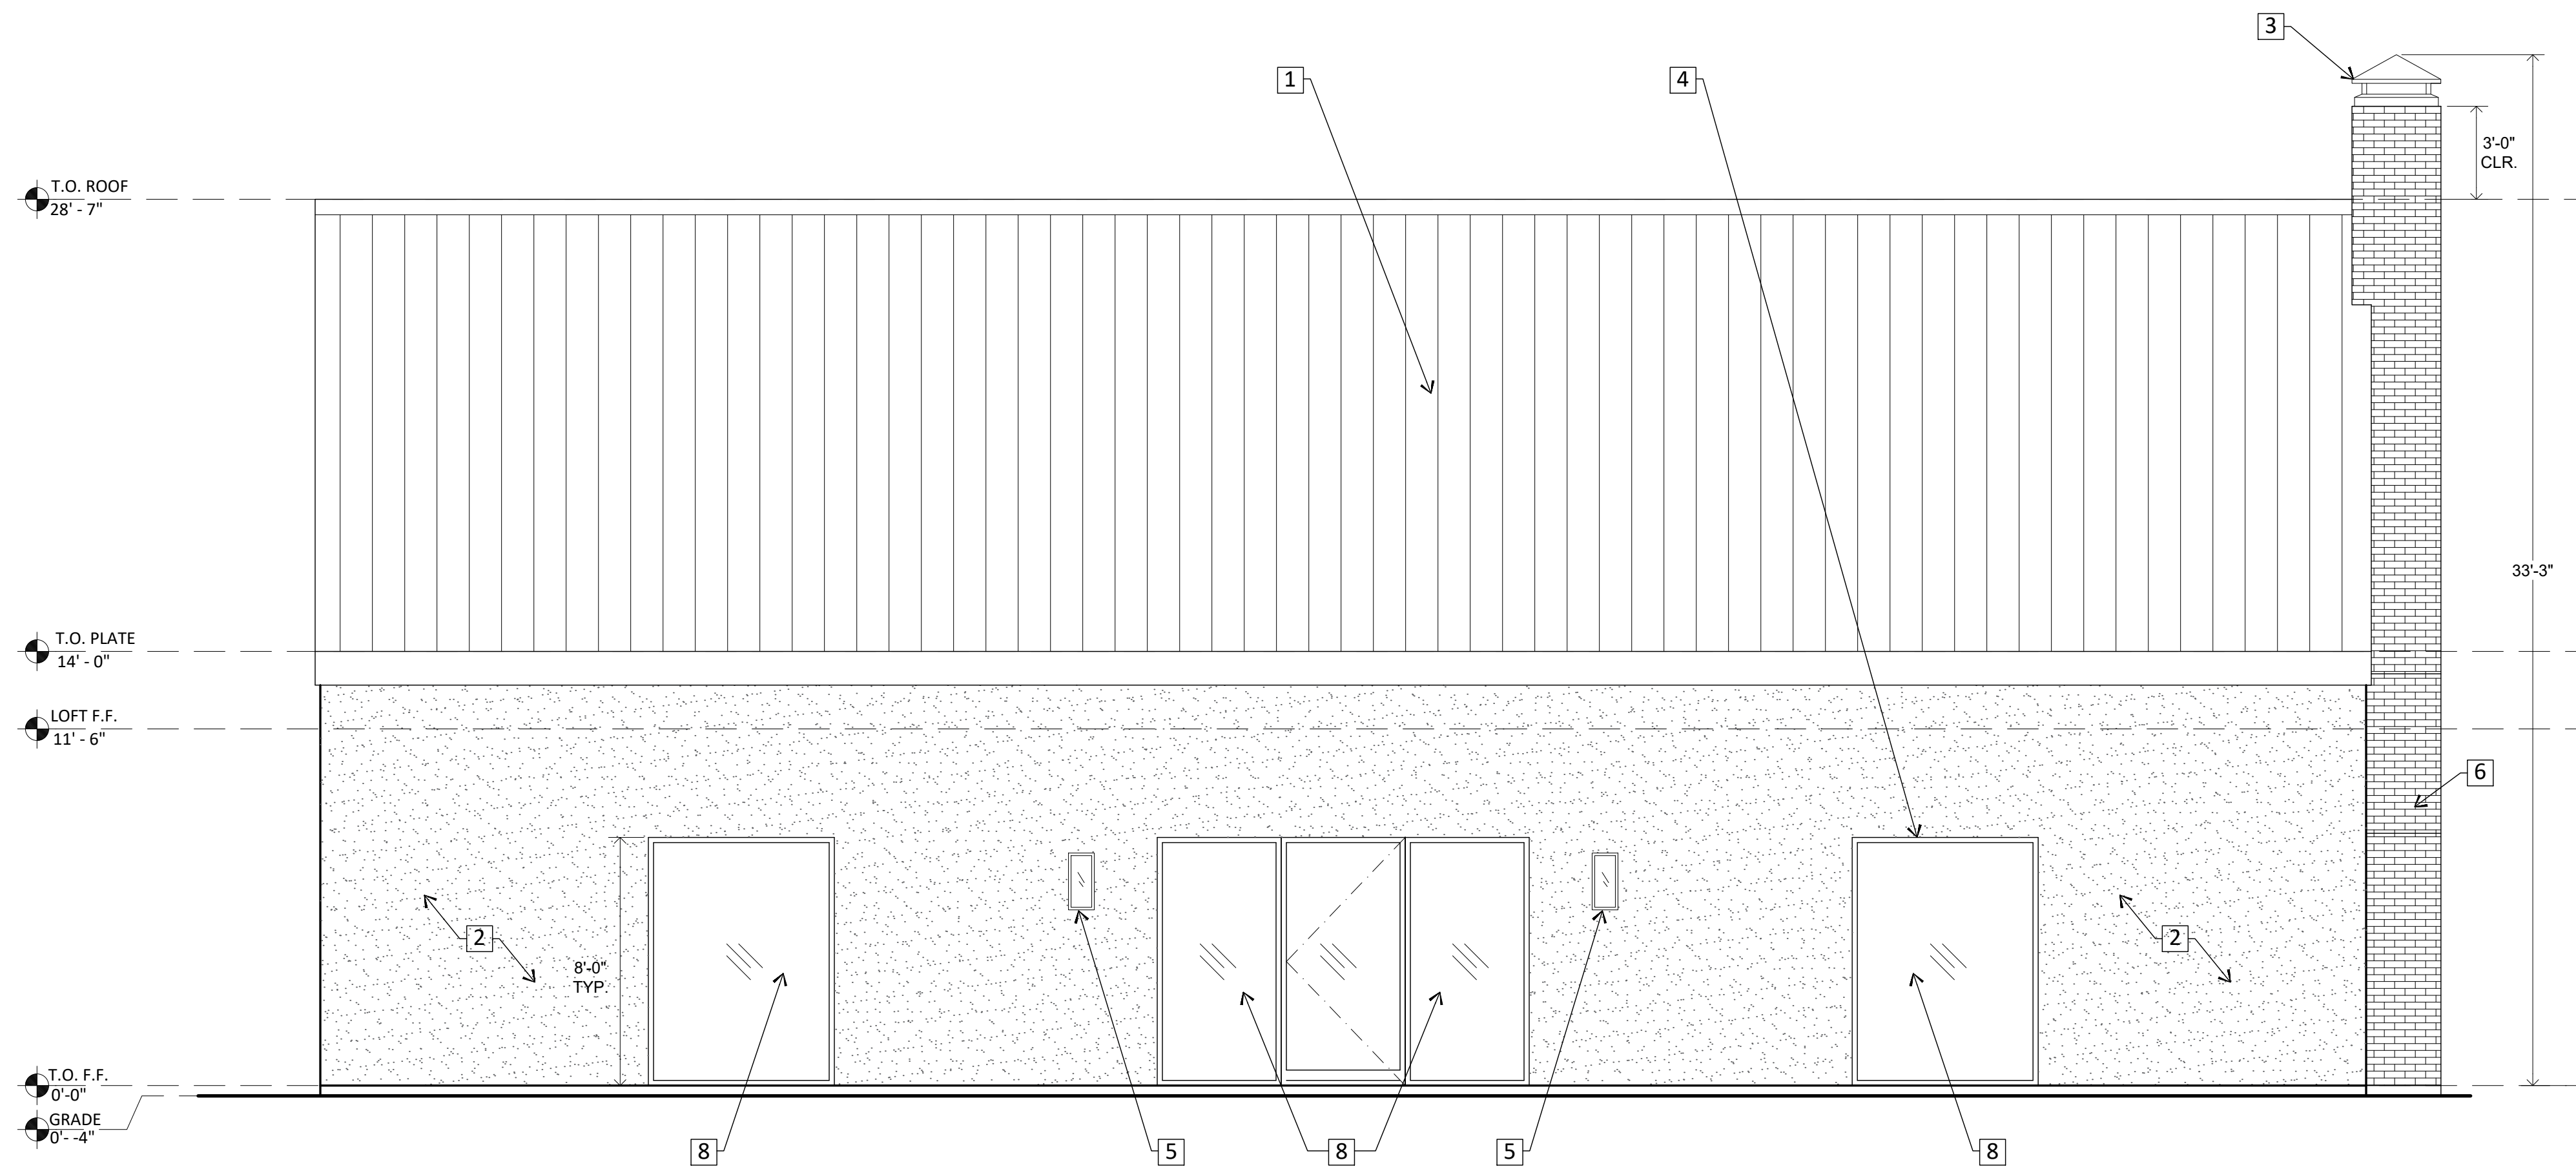 3
1
4
3'-0"
CLR.
T.O. ROOF
28' - 7"
33'-3"
T.O. PLATE
14' - 0"
LOFT F.F.
11' - 6"
6
2
2
8'-0"
TYP.
T.O. F.F.
0'-0"
GRADE
0'- -4"
8
5
8
5
8